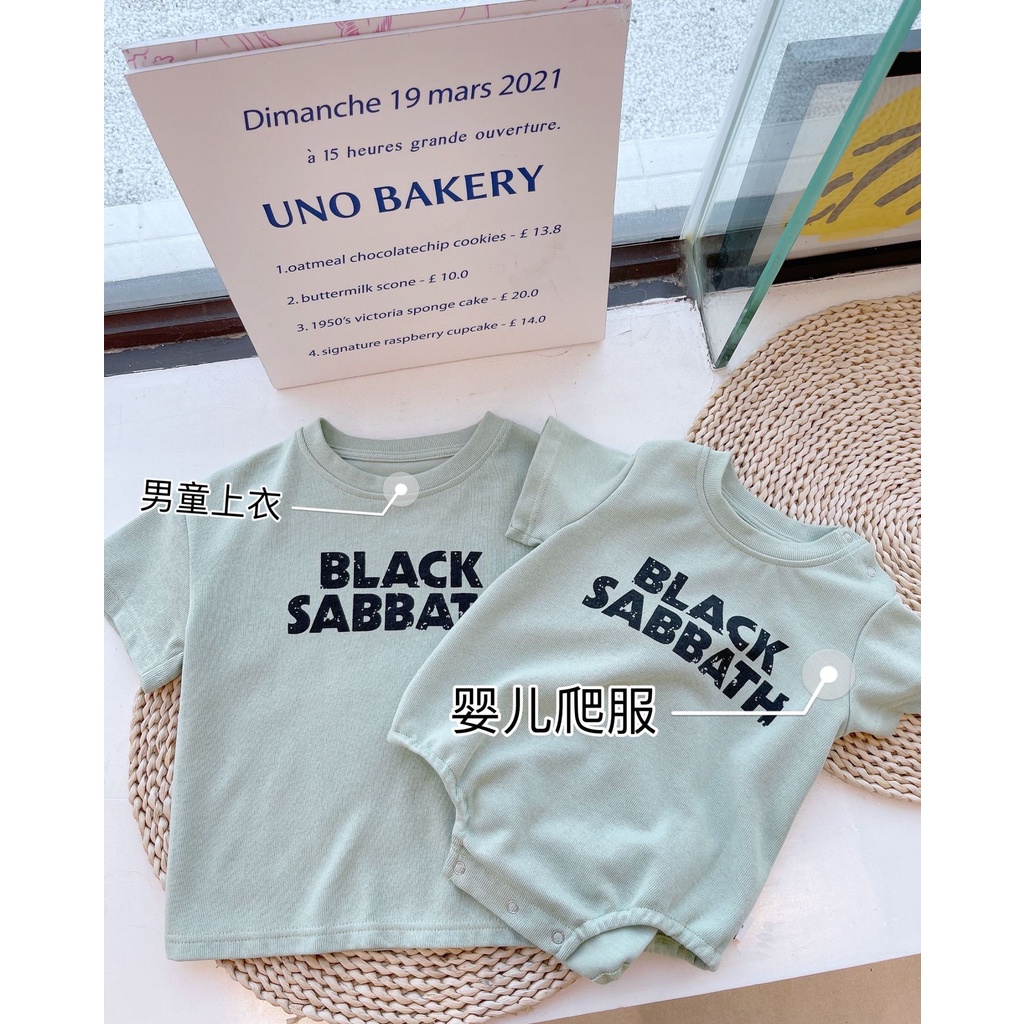 Dimanche 19 mars 2021
à 15 heures grande ouverture.
UNO BAKERY
1.oatmeal chocolatechip cookies - £ 13.8
2. buttermilk scone - £ 10.0
3. 1950's victoria sponge cake - £ 20.0
4. signature raspberry cupcake - £ 14.0
男童上衣
BLACK
SABBAT
BLACK
SABBATH
婴儿爬服